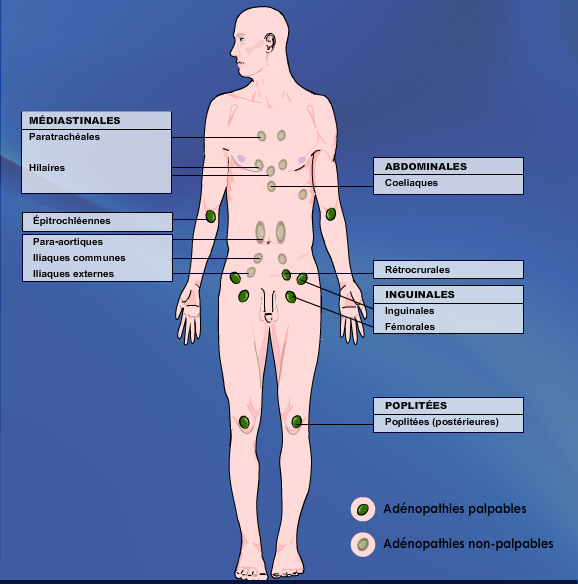 MÉDIASTINALES
Paratrachéales
Hilaires
ABDOMINALES
Coeliaques
Épitrochléennes
Para-aortiques
Iliaques communes
Iliaques externes
Rétrocrurales
INGUINALES
Inguinales
Fémorales
POPLITÉES
Poplitées (postérieures)
Adénopathies palpables
Adénopathies non-palpables